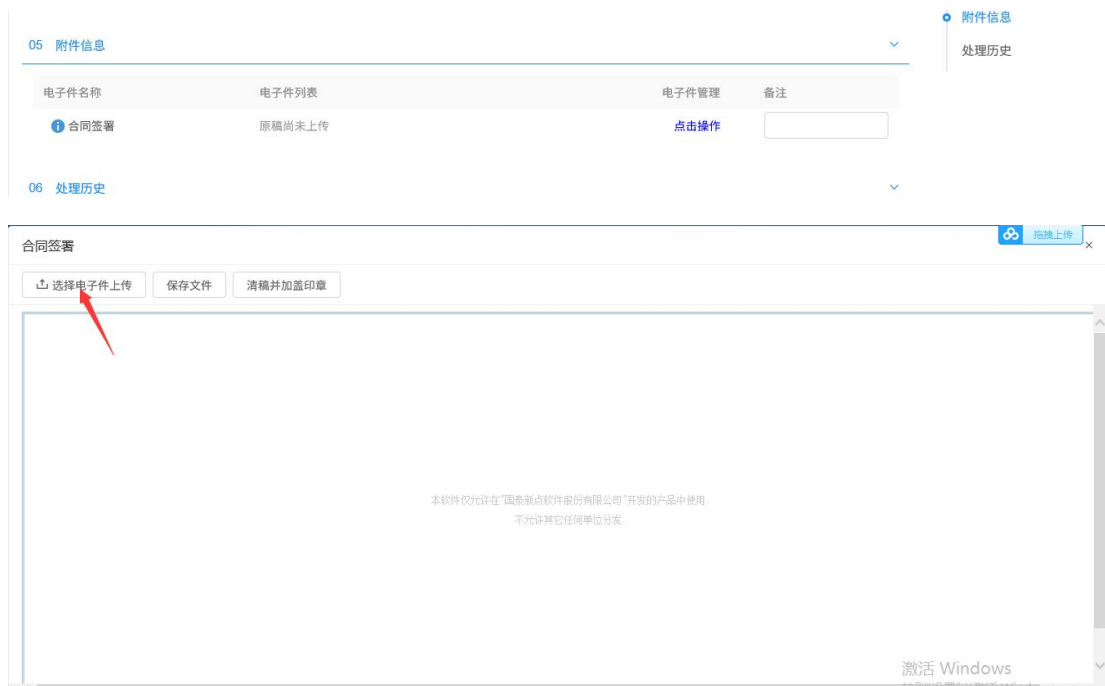 附件信息
05 附件信息
处理历史
电子件名称 电子件列表 电子件管理 备注
合同签署 原稿尚未上传 点击操作
06 处理历史
拖拽上传
合同签署
选择电子件上传 保存文件 清稿并加盖印章
本软件仅允许在"国泰新点软件股份有限公司"开发的产品中使用
不允许其它任何单位分发
激活 Windows